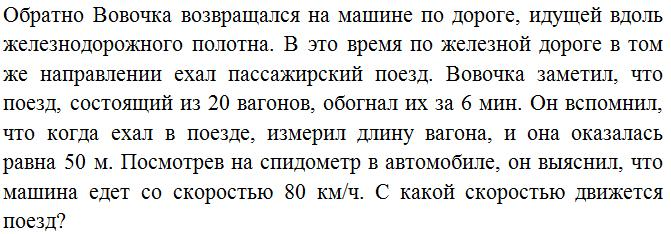 Обратно Вовочка возвращался на машине по дороге, идущей вдоль
железнодорожного полотна. В это время по железной дороге в том
же направлении ехал пассажирский поезд. Вовочка заметил, что
поезд, состоящий из 20 вагонов, обогнал их за 6 мин. Он вспомнил,
что когда ехал в поезде, измерил длину вагона, и она оказалась
равна 50 м. Посмотрев на спидометр в автомобиле, он выяснил, что
машина едет со скоростью 80 км/ч. С какой скоростью движется
поезд?